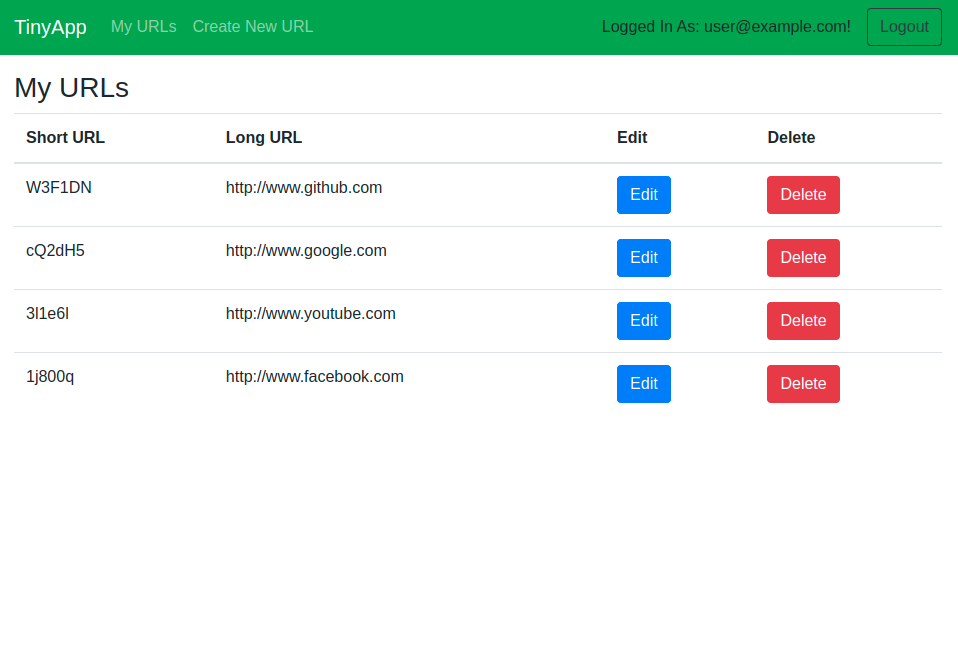 TinyApp My URLs Create New URL Logged In As: user@example.com! Logout
My URLs
Short URL Long URL Edit Delete
W3F1DN http://www.github.com Edit Delete
cQ2dH5 http://www.google.com Edit Delete
3l1e6l http://www.youtube.com Edit Delete
1j800q http://www.facebook.com Edit Delete